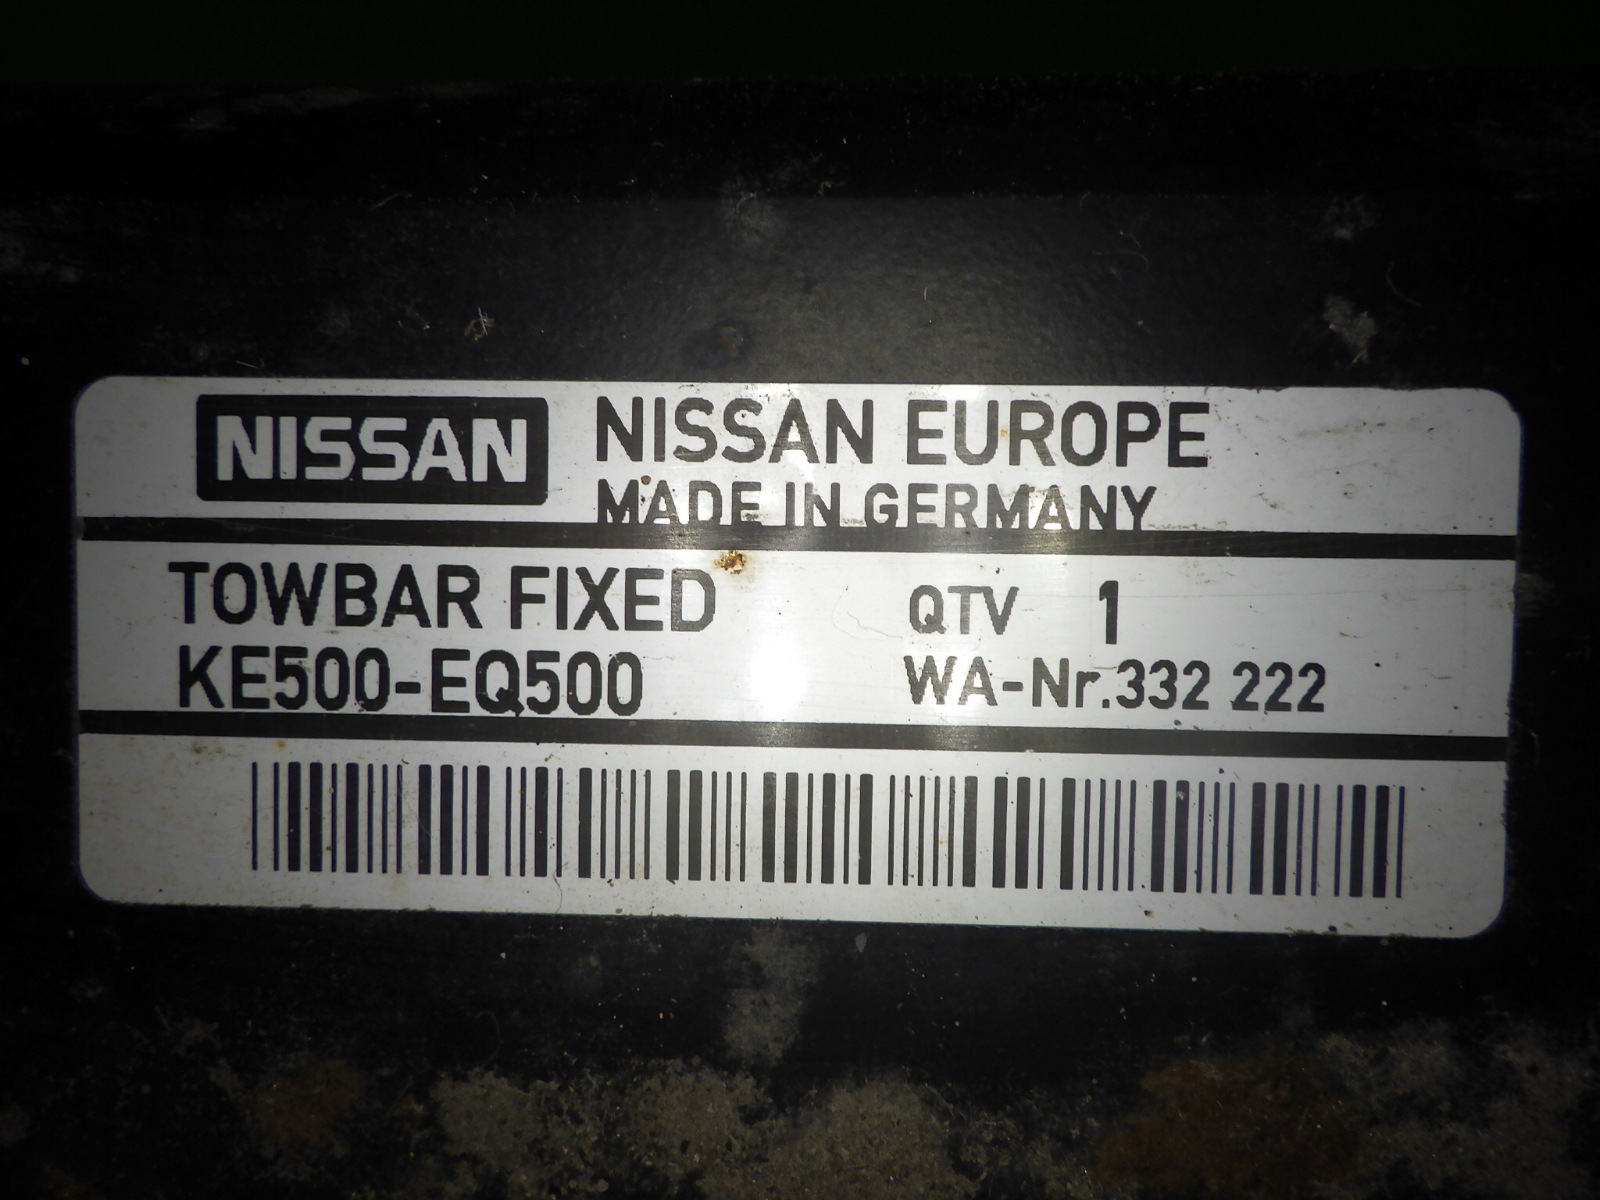 NISSAN NISSAN EUROPE
MADE IN GERMANY
TOWBAR FIXED QTV 1
KE500-EQ500 WA-Nr.332 222